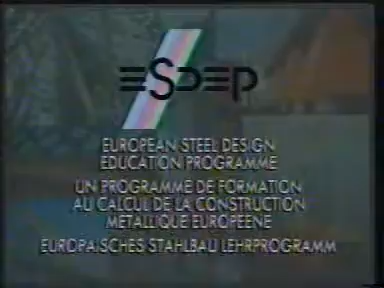 ESDEP
EUROPEAN STEEL DESIGN
EDUCATION PROGRAMME
UN PROGRAMME DE FORMATION
AU CALCUL DE LA CONSTRUCTION
METALLIQUE EUROPEENE
EUROPAISCHES STAHLBAU LEHRPROGRAMM